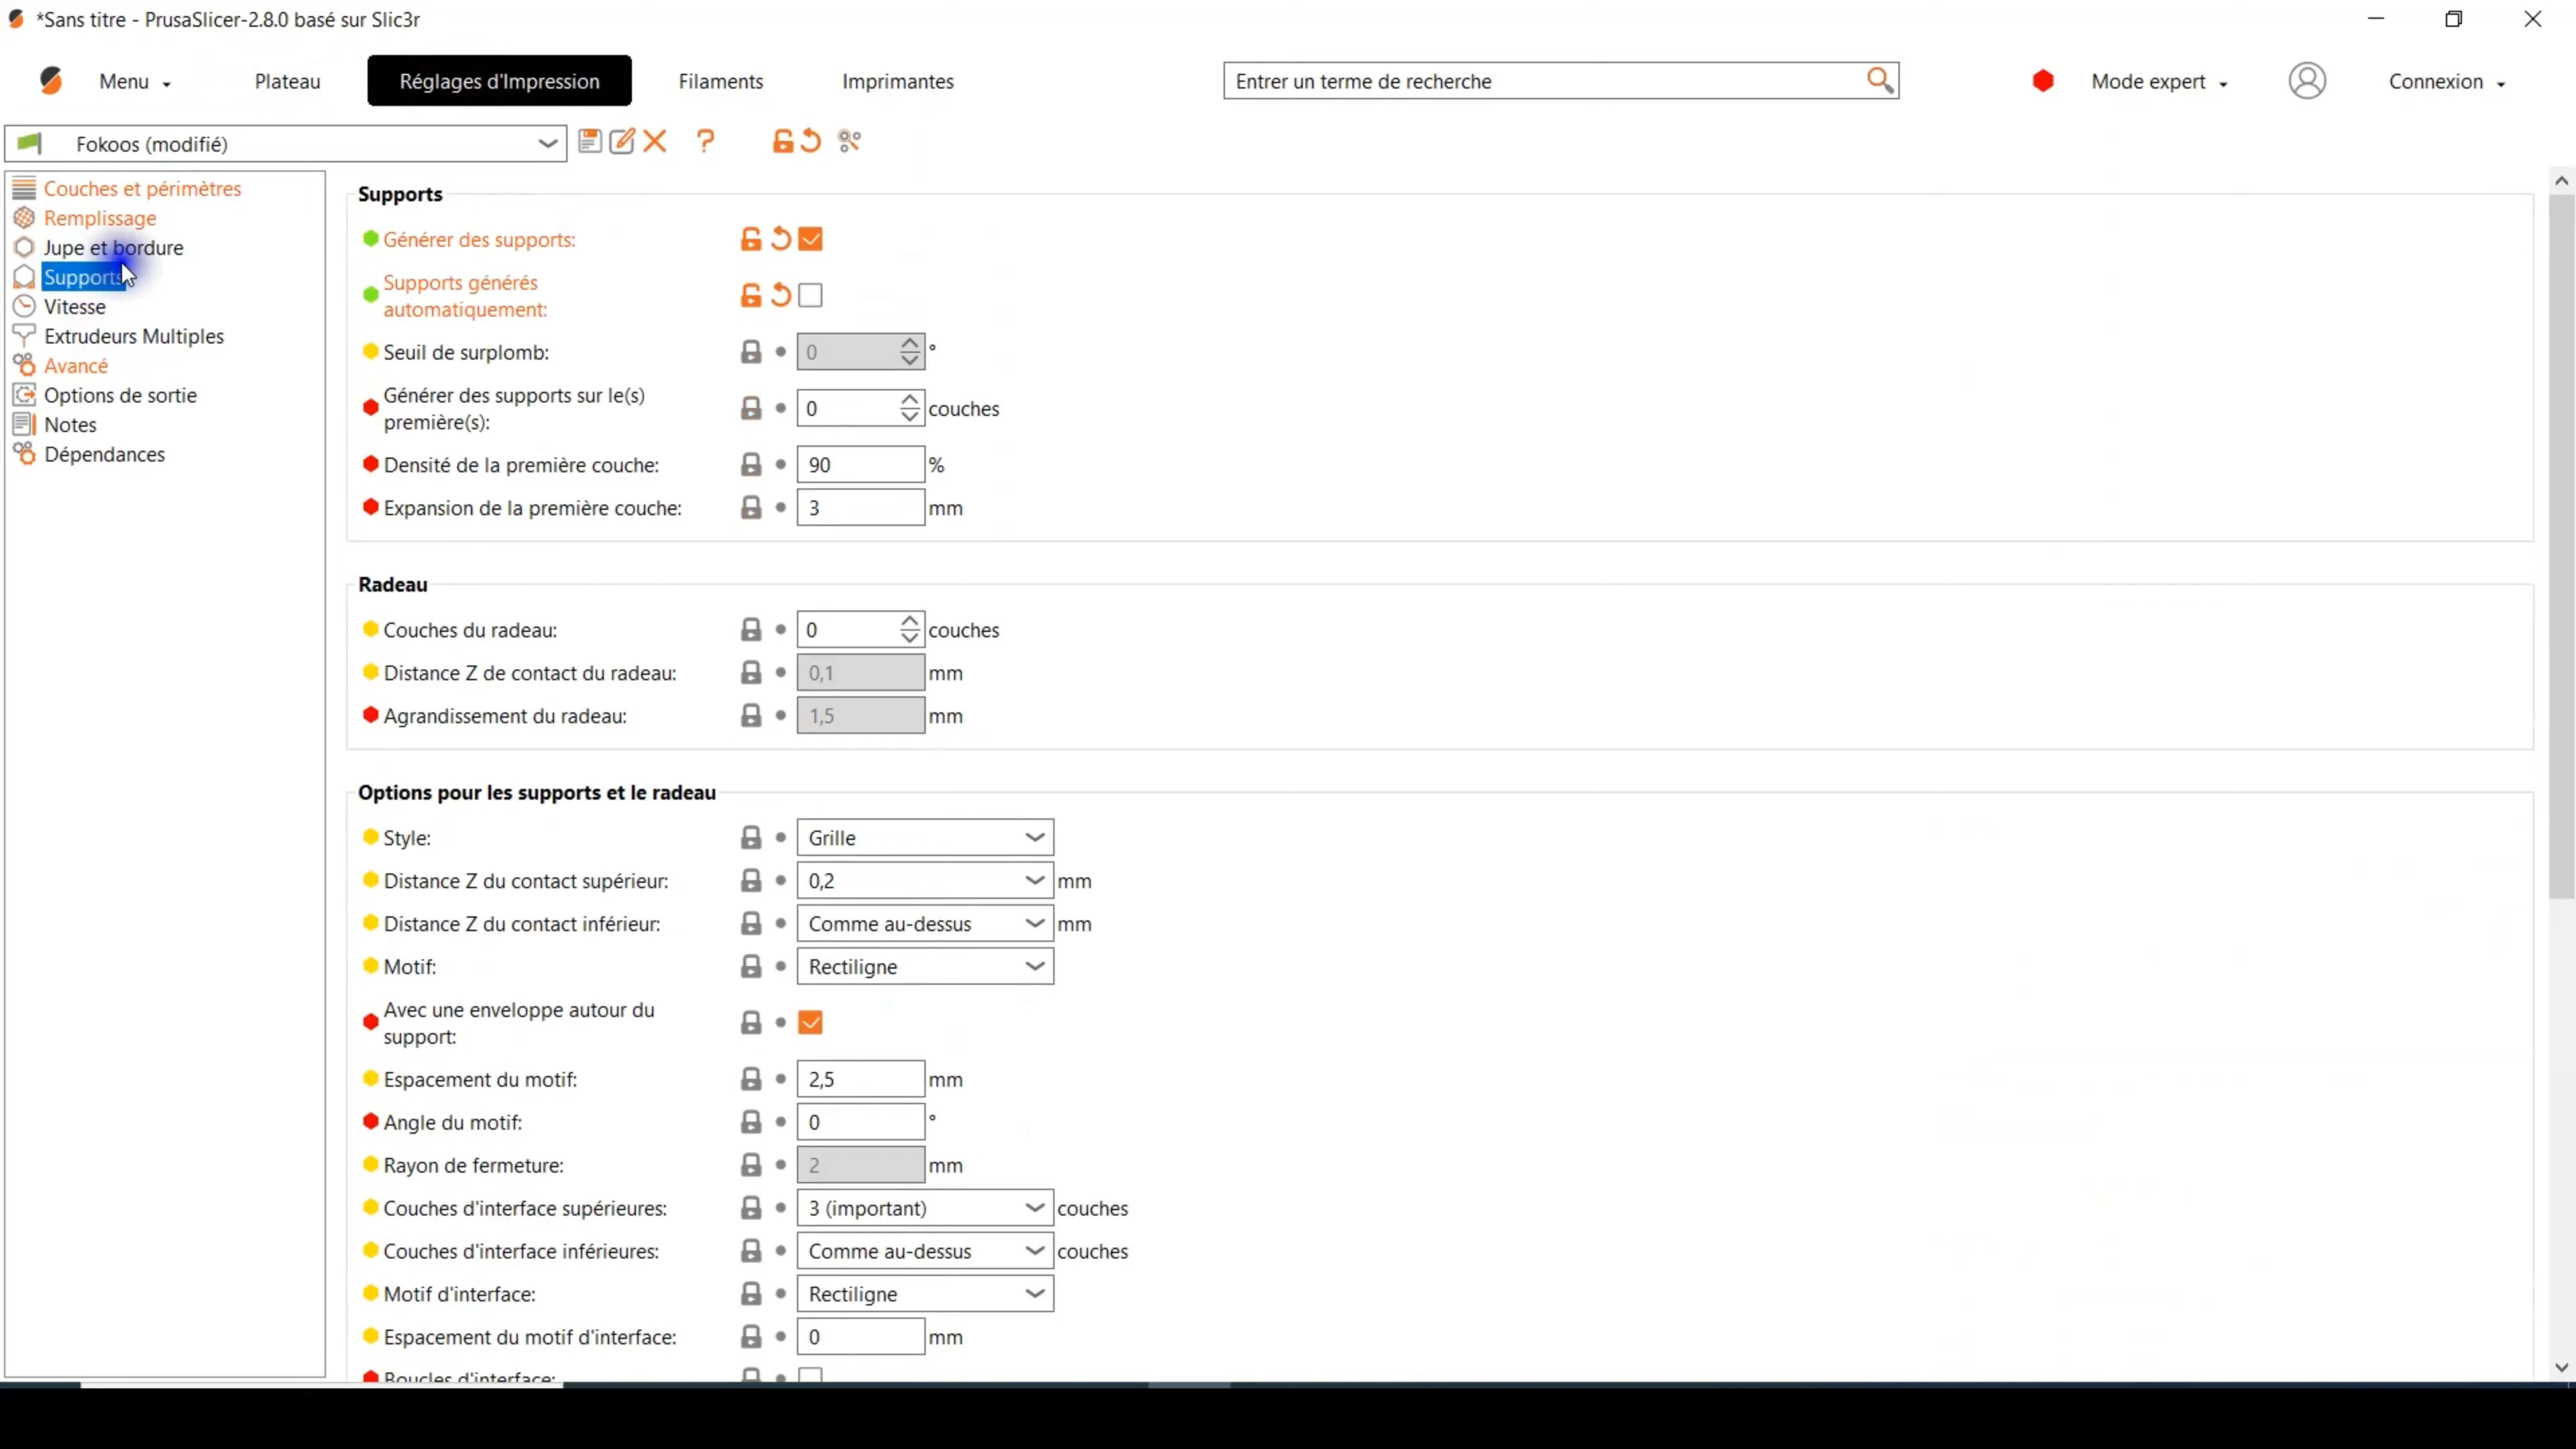 *Sans titre - PrusaSlicer-2.8.0 basé sur Slic3r
Menu
Plateau
Réglages d'Impression
Filaments
Imprimantes
Entrer un terme de recherche
Mode expert
Connexion
Fokoos (modifié)
Couches et périmètres
Remplissage
Jupe et bordure
Supports
Vitesse
Extrudeurs Multiples
Avancé
Options de sortie
Notes
Dépendances
Supports
Générer des supports:
Supports générés
automatiquement:
Seuil de surplomb: 0 °
Générer des supports sur le(s)
première(s): 0 couches
Densité de la première couche: 90 %
Expansion de la première couche: 3 mm
Radeau
Couches du radeau: 0 couches
Distance Z de contact du radeau: 0,1 mm
Agrandissement du radeau: 1,5 mm
Options pour les supports et le radeau
Style: Grille
Distance Z du contact supérieur: 0,2 mm
Distance Z du contact inférieur: Comme au-dessus mm
Motif: Rectiligne
Avec une enveloppe autour du
support:
Espacement du motif: 2,5 mm
Angle du motif: 0 °
Rayon de fermeture: 2 mm
Couches d'interface supérieures: 3 (important) couches
Couches d'interface inférieures: Comme au-dessus couches
Motif d'interface: Rectiligne
Espacement du motif d'interface: 0 mm
Boucles d'interface: